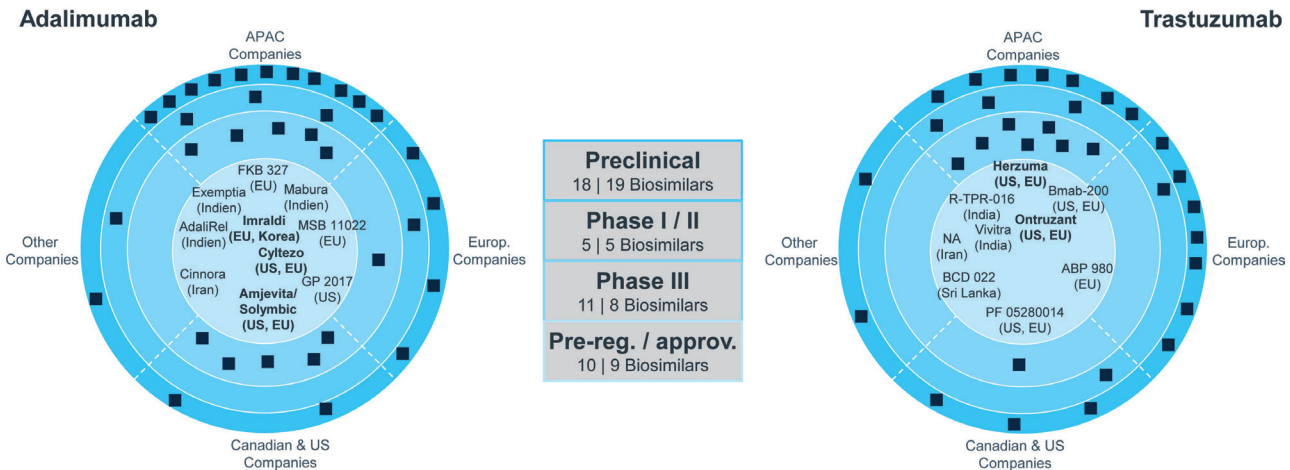 Adalimumab
Trastuzumab
APAC
Companies
Other
Companies
Europ.
Companies
Canadian & US
Companies
FKB 327
(EU)
Exemptia
(Indien)
Mabura
(Indien)
AdaliRel
(Indien)
Imraldi
(EU, Korea)
MSB 11022
(EU)
Cyltezo
(US, EU)
Cinnora
(Iran)
GP 2017
(US)
Amjevita/
Solymbic
(US, EU)
Preclinical
18 | 19 Biosimilars
Phase I / II
5 | 5 Biosimilars
Phase III
11 | 8 Biosimilars
Pre-reg. / approv.
10 | 9 Biosimilars
APAC
Companies
Other
Companies
Europ.
Companies
Canadian & US
Companies
Herzuma
(US, EU)
Bmab-200
(US, EU)
R-TPR-016
(India)
Ontruzant
(US, EU)
Vivitra
(India)
NA
(Iran)
BCD 022
(Sri Lanka)
ABP 980
(EU)
PF 05280014
(US, EU)